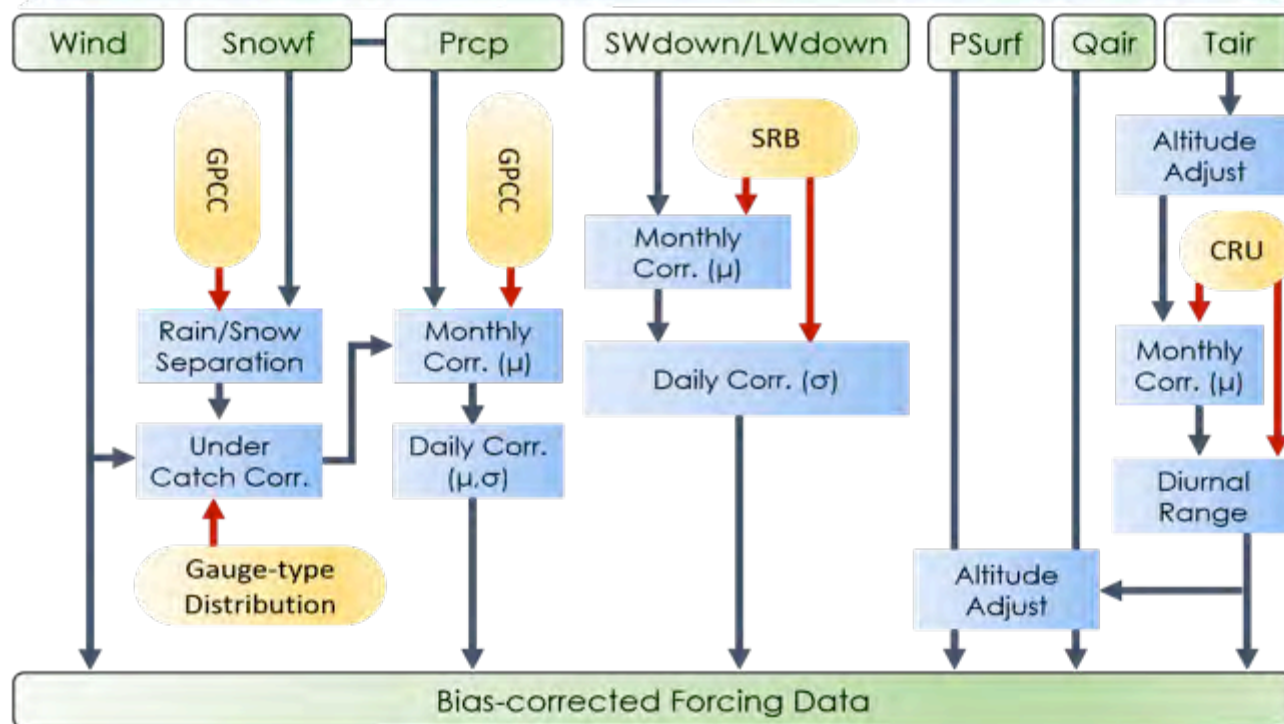 Wind
Snowf
Prcp
SWdown/LWdown
PSurf
Qair
Tair
GPCC
GPCC
SRB
Altitude
Adjust
Monthly
Corr. (μ)
CRU
Rain/Snow
Separation
Monthly
Corr. (μ)
Daily Corr. (σ)
Monthly
Corr. (μ)
Under
Catch Corr.
Daily Corr.
(μ,σ)
Diurnal
Range
Gauge-type
Distribution
Altitude
Adjust
Bias-corrected Forcing Data